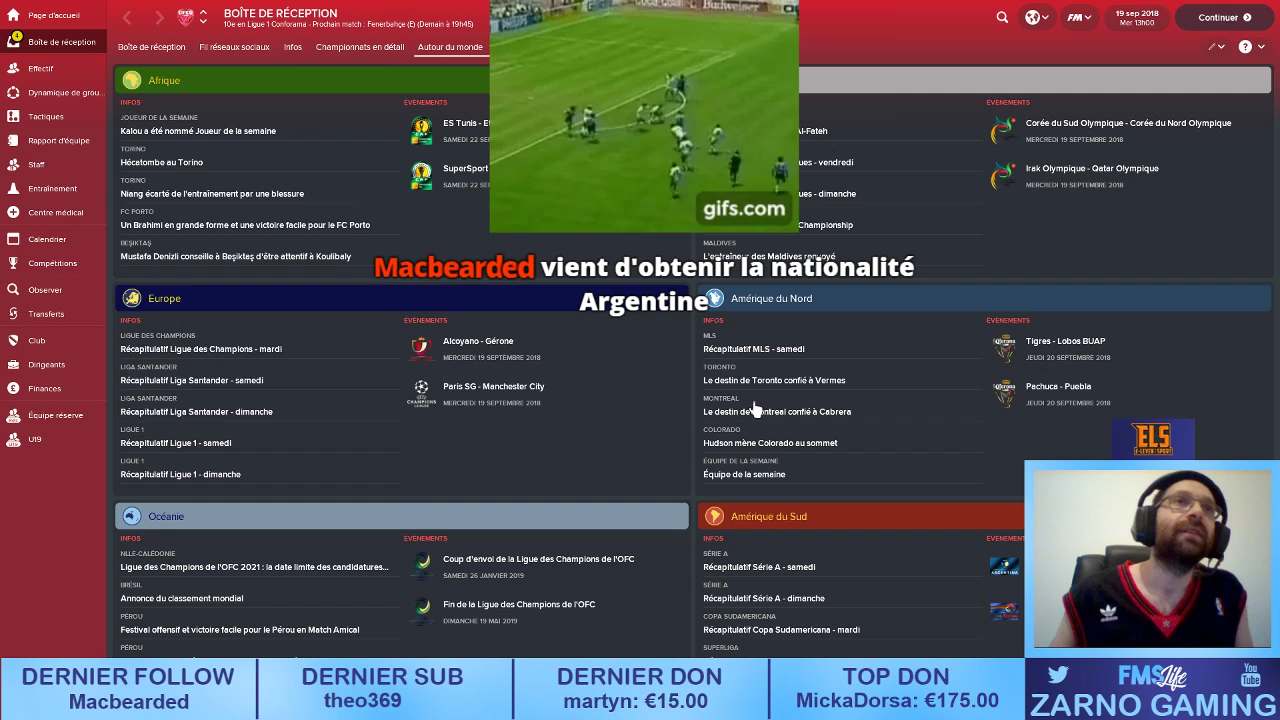 Page d'accueil
BOÎTE DE RÉCEPTION
10e en Ligue 1 Conforama - Prochain match : Fenerbahçe (E) (Demain à 19h45)
FM
19 sep 2018
Mer 13h00
Continuer
4
Boîte de réception
Effectif
Dynamique de grou...
Tactiques
Rapport d'équipe
Staff
Entraînement
Centre médical
Calendrier
Compétitions
Observer
Transferts
Club
Dirigeants
Finances
Équipe réserve
U19
Boîte de réception
Fil réseaux sociaux
Infos
Championnats en détail
Autour du monde
Afrique
INFOS
JOUEUR DE LA SEMAINE
Kalou a été nommé Joueur de la semaine
TORINO
Hécatombe au Torino
TORINO
Niang écarté de l'entraînement par une blessure
FC PORTO
Un Brahimi en grande forme et une victoire facile pour le FC Porto
BEŞIKTAŞ
Mustafa Denizli conseille à Beşiktaş d'être attentif à Koulibaly
ÉVÉNEMENTS
ES Tunis - E
SAMEDI 22 SE
SuperSport
SAMEDI 22 SE
gifs.com
Al-Fateh
ues - vendredi
ues - dimanche
Championship
MALDIVES
L'entraîneur des Maldives renvoyé
ÉVÉNEMENTS
Corée du Sud Olympique - Corée du Nord Olympique
MERCREDI 19 SEPTEMBRE 2018
Irak Olympique - Qatar Olympique
MERCREDI 19 SEPTEMBRE 2018
Macbearded vient d'obtenir la nationalité
Argentine
Europe
INFOS
LIGUE DES CHAMPIONS
Récapitulatif Ligue des Champions - mardi
LIGA SANTANDER
Récapitulatif Liga Santander - samedi
LIGA SANTANDER
Récapitulatif Liga Santander - dimanche
LIGUE 1
Récapitulatif Ligue 1 - samedi
LIGUE 1
Récapitulatif Ligue 1 - dimanche
ÉVÉNEMENTS
Alcoyano - Gérone
MERCREDI 19 SEPTEMBRE 2018
Paris SG - Manchester City
MERCREDI 19 SEPTEMBRE 2018
Amérique du Nord
INFOS
MLS
Récapitulatif MLS - samedi
TORONTO
Le destin de Toronto confié à Vermes
MONTREAL
Le destin de Montreal confié à Cabrera
COLORADO
Hudson mène Colorado au sommet
ÉQUIPE DE LA SEMAINE
Équipe de la semaine
ÉVÉNEMENTS
Tigres - Lobos BUAP
JEUDI 20 SEPTEMBRE 2018
Pachuca - Puebla
JEUDI 20 SEPTEMBRE 2018
ELS
E-LEVEN ESPORT
Océanie
INFOS
NLLE-CALÉDONIE
Ligue des Champions de l'OFC 2021 : la date limite des candidatures...
BRÉSIL
Annonce du classement mondial
PÉROU
Festival offensif et victoire facile pour le Pérou en Match Amical
PÉROU
ÉVÉNEMENTS
Coup d'envoi de la Ligue des Champions de l'OFC
SAMEDI 26 JANVIER 2019
Fin de la Ligue des Champions de l'OFC
DIMANCHE 19 MAI 2019
Amérique du Sud
INFOS
SÉRIE A
Récapitulatif Série A - samedi
SÉRIE A
Récapitulatif Série A - dimanche
COPA SUDAMERICANA
Récapitulatif Copa Sudamericana - mardi
SUPERLIGA
ÉVÉNEMENT
DERNIER FOLLOW
Macbearded
DERNIER SUB
theo369
DERNIER DON
martyn: €15.00
TOP DON
MickaDorsa: €175.00
FMSLife
You
Tube
ZARNO GAMING